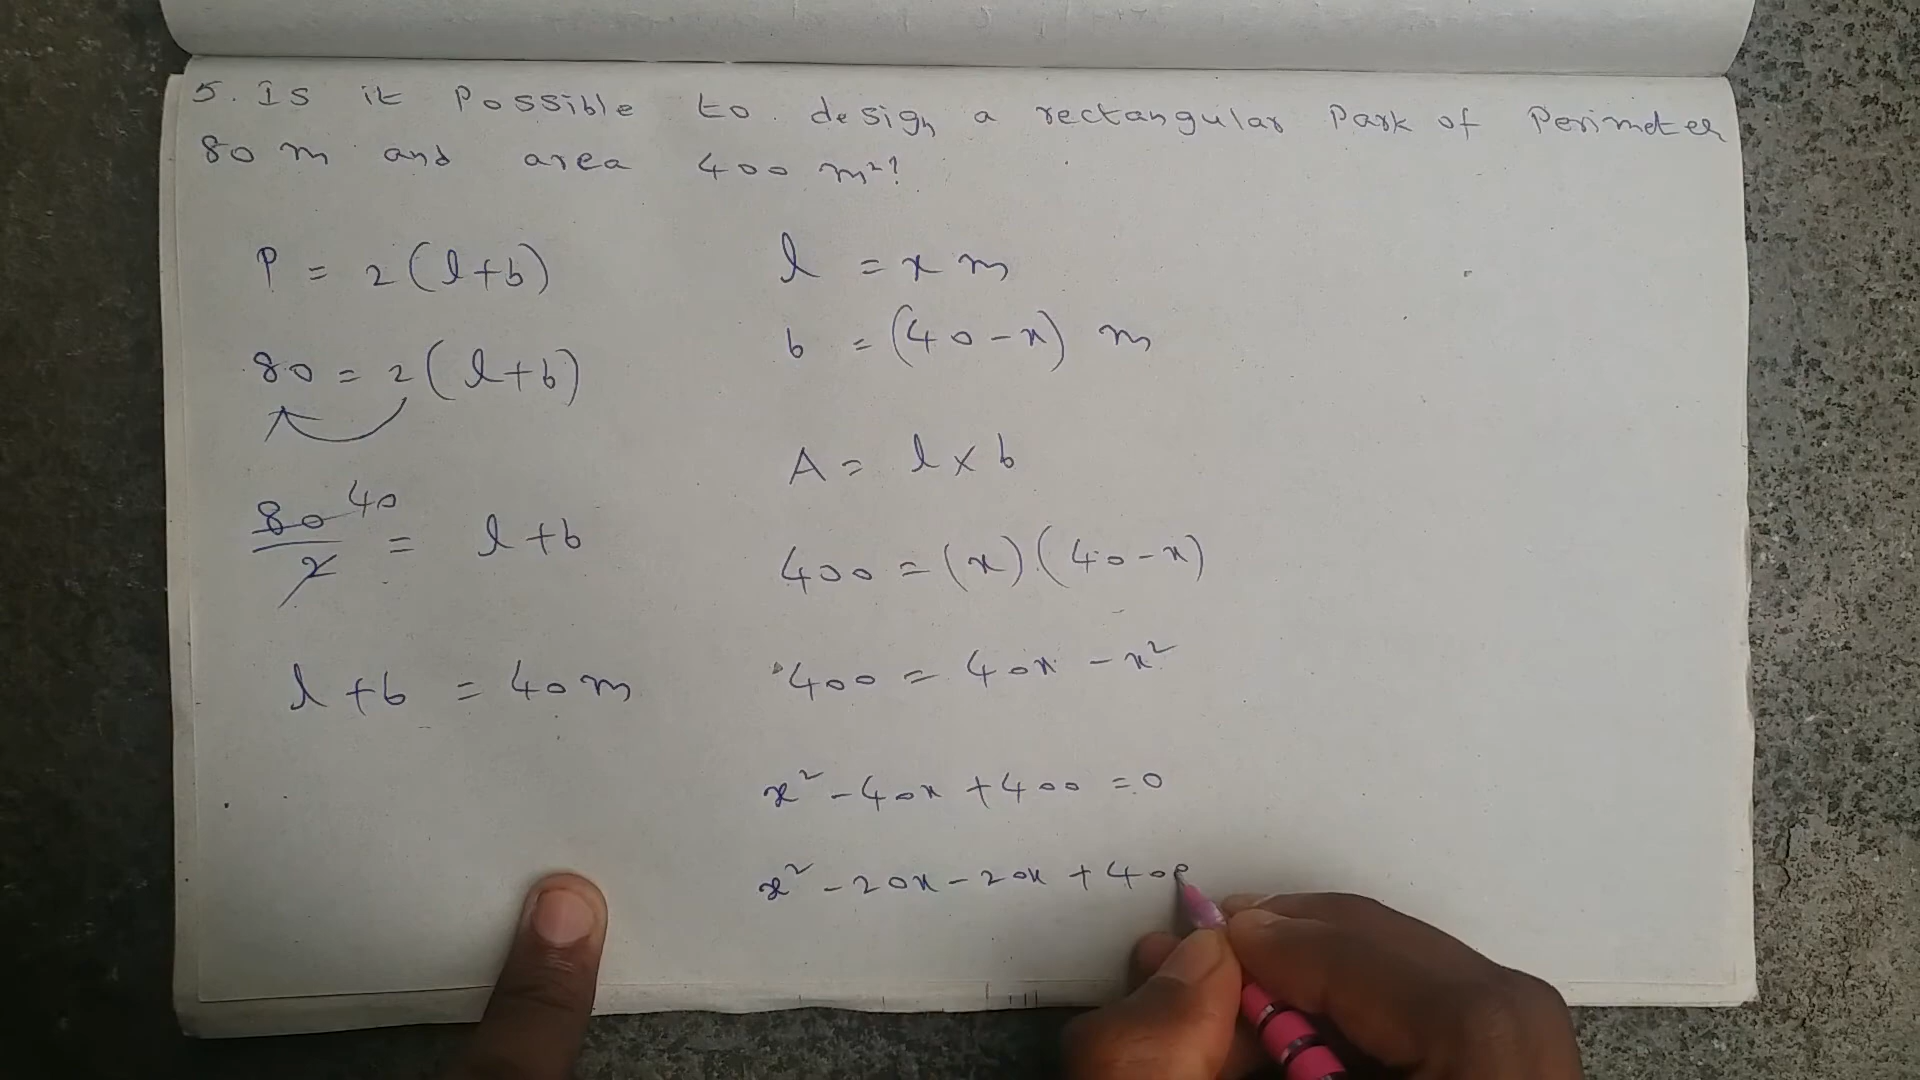 5. Is it possible to design a rectangular Park of Perimeter
80 m and area 400 m²?
P = 2(l+b)
80 = 2(l+b)
80/2 40 = l+b
l+b = 40m
l = x m
b = (40-x) m
A = l × b
400 = (x)(40-x)
400 = 40x - x²
x² - 40x + 400 = 0
x² - 20x - 20x + 400